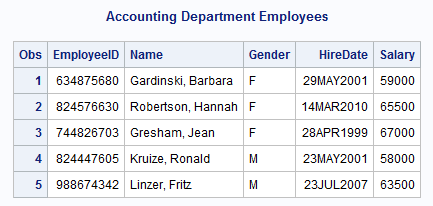 Accounting Department Employees
Obs EmployeeID Name Gender HireDate Salary
1 634875680 Gardinski, Barbara F 29MAY2001 59000
2 824576630 Robertson, Hannah F 14MAR2010 65500
3 744826703 Gresham, Jean F 28APR1999 67000
4 824447605 Kruize, Ronald M 23MAY2001 58000
5 988674342 Linzer, Fritz M 23JUL2007 63500